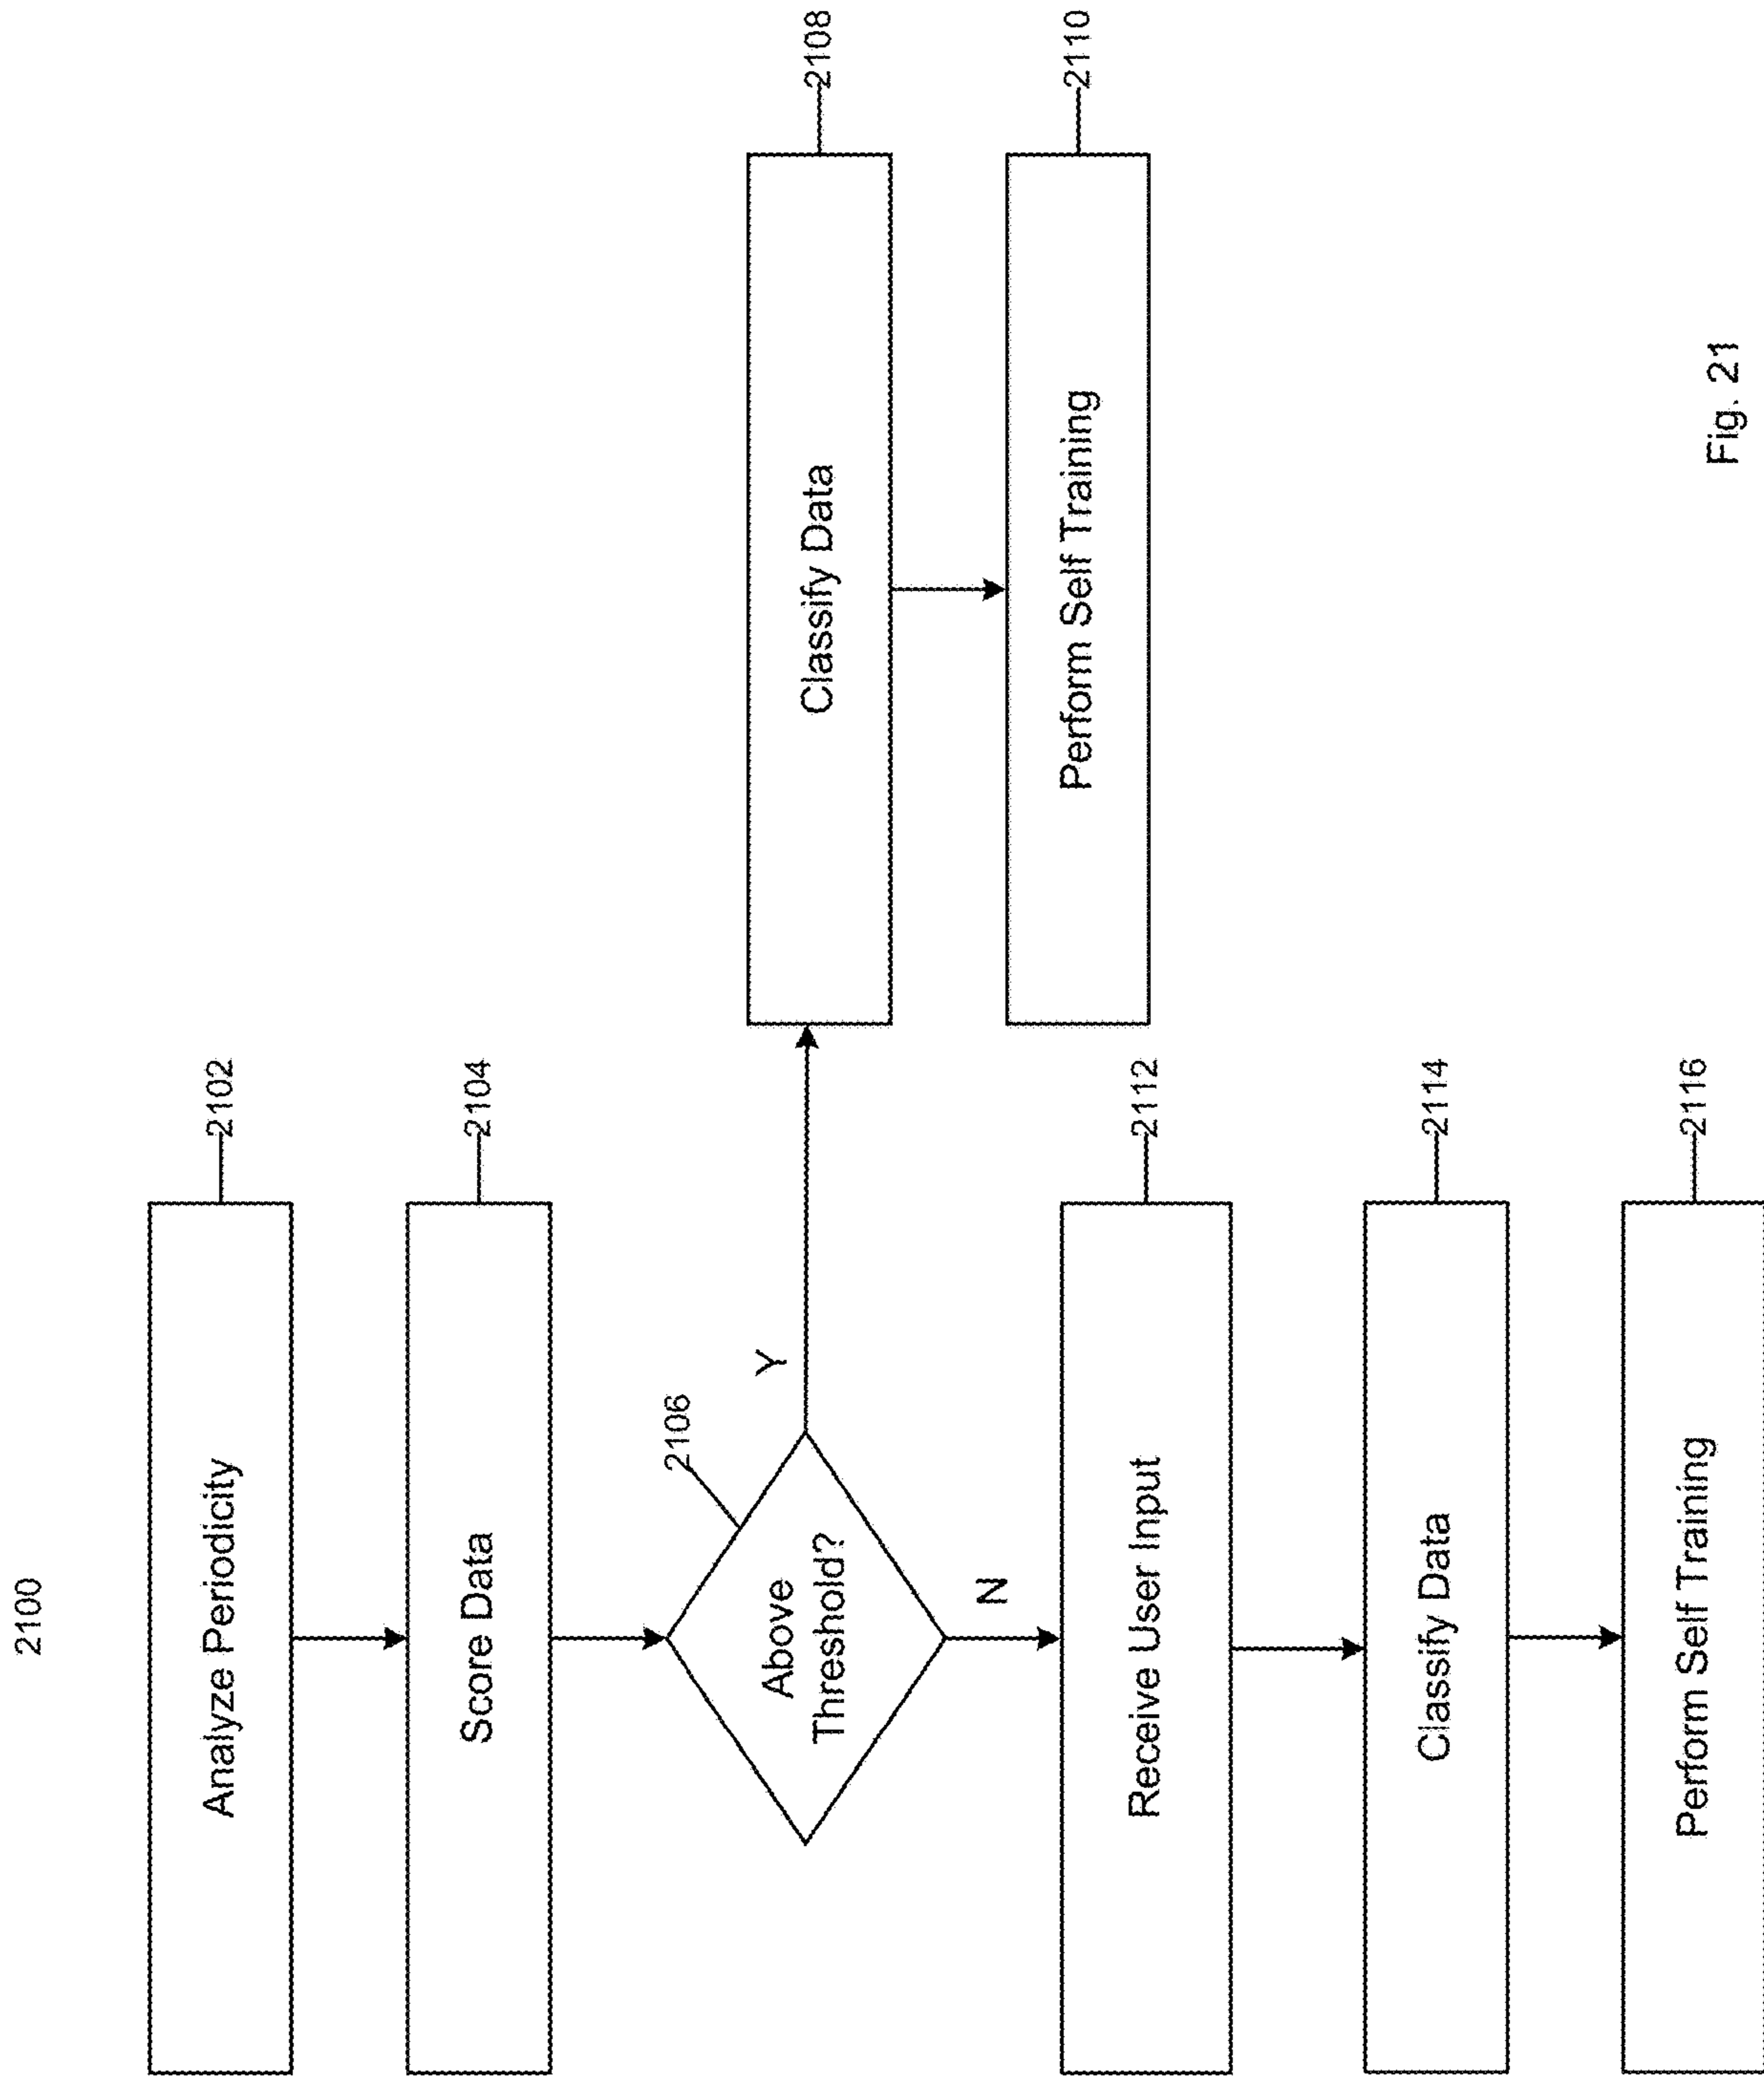 2100
Analyze Periodicity
2102
Score Data
2104
Above
Threshold?
2106
Y
N
Classify Data
2108
Perform Self Training
2110
Receive User Input
2112
Classify Data
2114
Perform Self Training
2116
Fig. 21